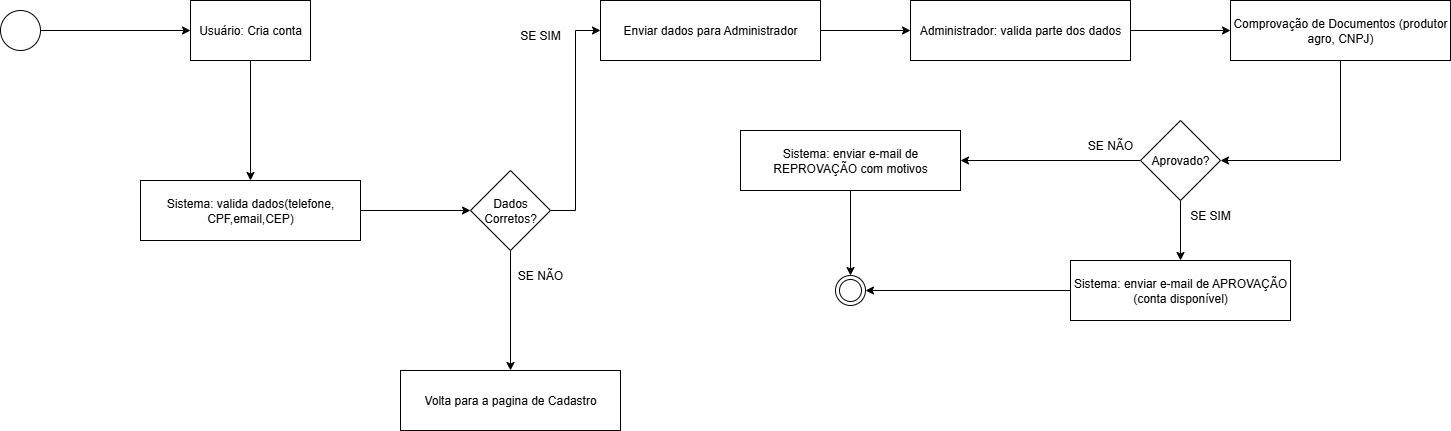 Usuário: Cria conta
SE SIM
Enviar dados para Administrador
Administrador: valida parte dos dados
Comprovação de Documentos (produtor
agro, CNPJ)
Sistema: enviar e-mail de
REPROVAÇÃO com motivos
SE NÃO
Aprovado?
Sistema: valida dados(telefone,
CPF,email,CEP)
Dados
Corretos?
SE SIM
SE NÃO
Sistema: enviar e-mail de APROVAÇÃO
(conta disponível)
Volta para a pagina de Cadastro